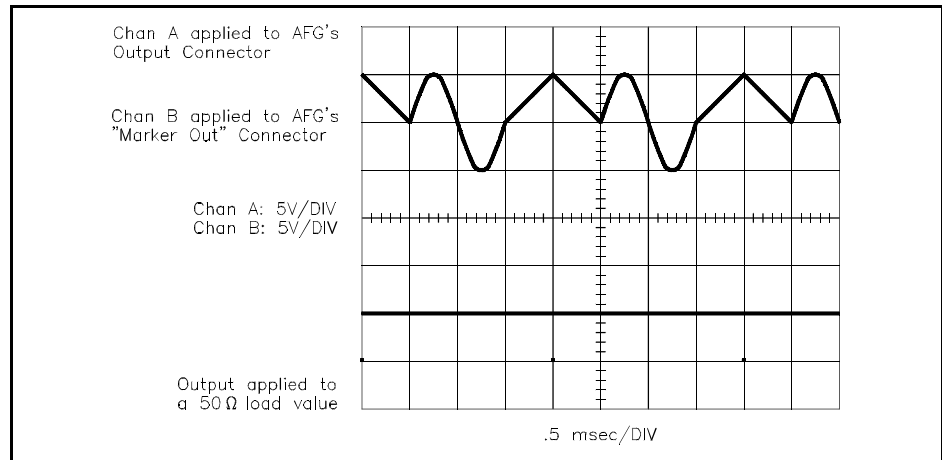 Chan A applied to AFG's
Output Connector
Chan B applied to AFG's
"Marker Out" Connector
Chan A: 5V/DIV
Chan B: 5V/DIV
Output applied to
a 50Ω load value
.5 msec/DIV